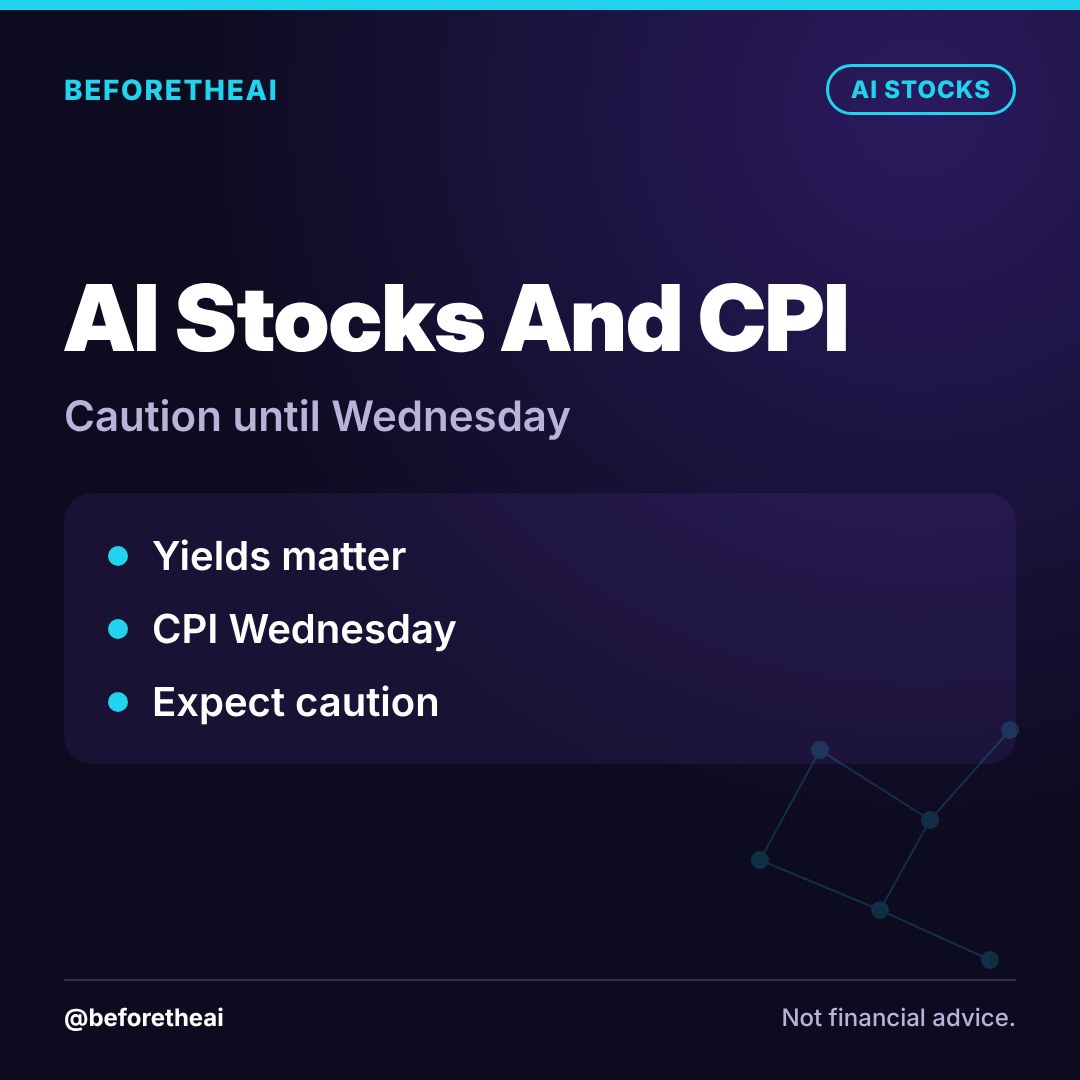 BEFORETHEAI
AI STOCKS
AI Stocks And CPI
Caution until Wednesday
Yields matter
CPI Wednesday
Expect caution
@beforetheai
Not financial advice.